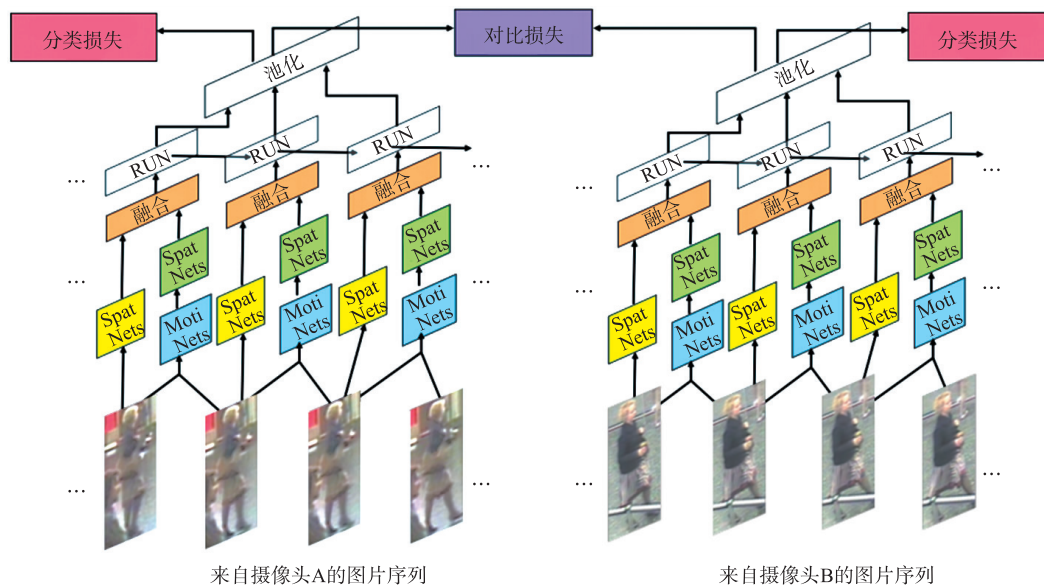 分类损失
对比损失
分类损失
池化
池化
RUN
RUN
RUN
…
RUN
RUN
RUN
…
…
…
融合
融合
融合
融合
融合
融合
Spat
Nets
Spat
Nets
Spat
Nets
Spat
Nets
Spat
Nets
Spat
Nets
…
…
…
…
Spat
Nets
Moti
Nets
Spat
Nets
Moti
Nets
Spat
Nets
Moti
Nets
Spat
Nets
Moti
Nets
Spat
Nets
Moti
Nets
Spat
Nets
Moti
Nets
…
…
…
…
来自摄像头A的图片序列
来自摄像头B的图片序列